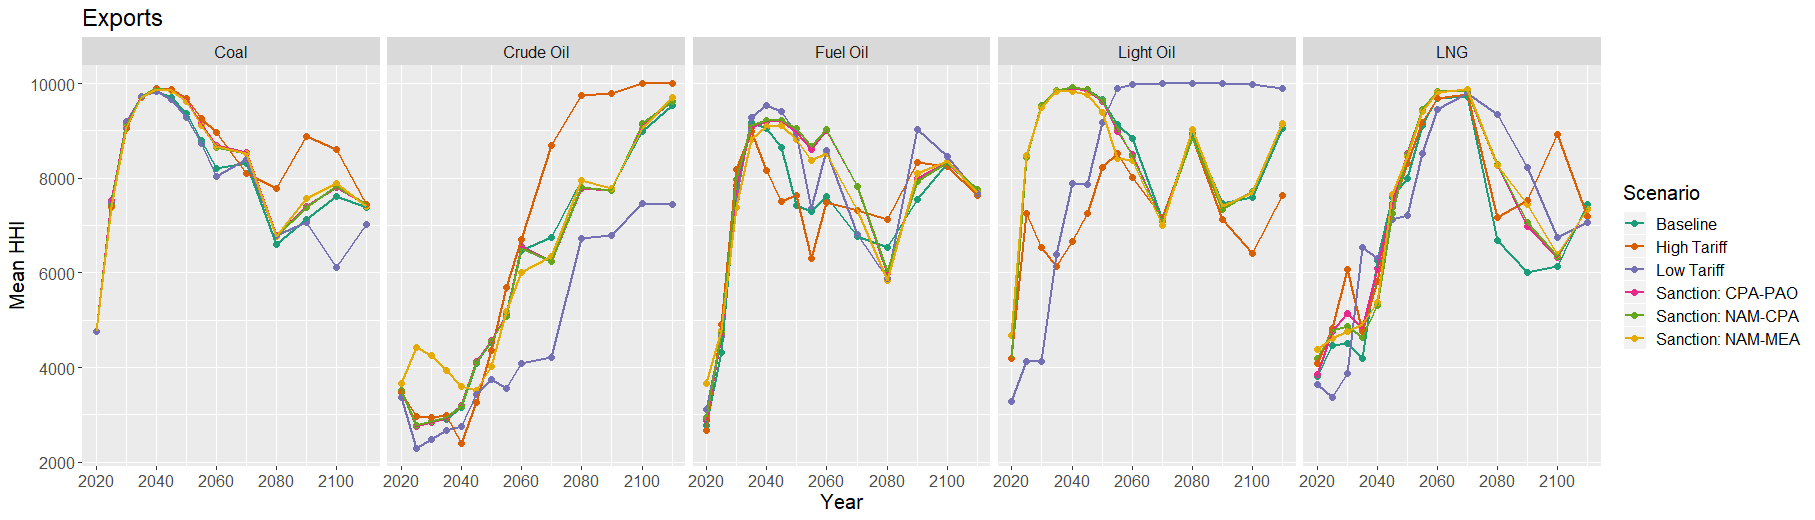 Exports
Coal
Crude Oil
Fuel Oil
Light Oil
LNG
Mean HHI
10000
8000
6000
4000
2000
2020 2040 2060 2080 2100
2020 2040 2060 2080 2100
2020 2040 2060 2080 2100
2020 2040 2060 2080 2100
2020 2040 2060 2080 2100
Year
Scenario
Baseline
High Tariff
Low Tariff
Sanction: CPA-PAO
Sanction: NAM-CPA
Sanction: NAM-MEA